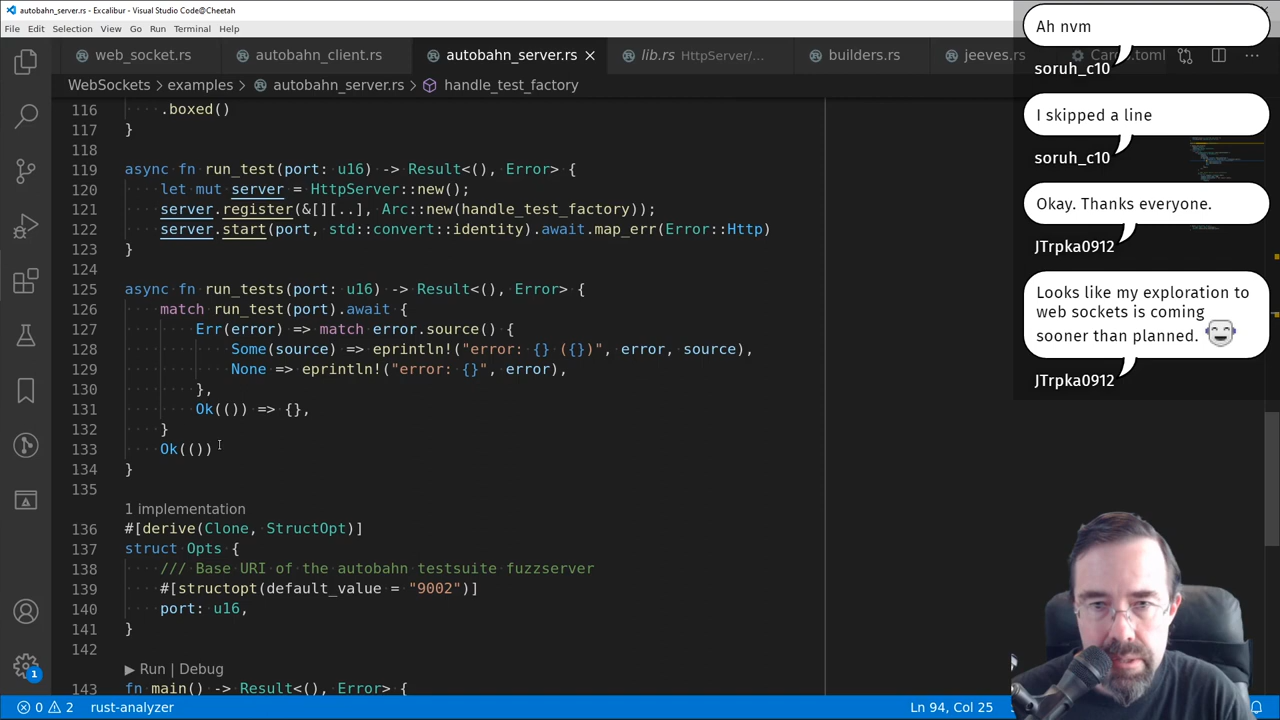 autobahn_server.rs - Excalibur - Visual Studio Code@Cheetah
File Edit Selection View Go Run Terminal Help
web_socket.rs autobahn_client.rs autobahn_server.rs lib.rs HttpServer/... builders.rs jeeves.rs Cargo.toml
WebSockets > examples > autobahn_server.rs > handle_test_factory
116 .boxed()
117 }
118
119 async fn run_test(port: u16) -> Result<(), Error> {
120 let mut server = HttpServer::new();
121 server.register(&[][..], Arc::new(handle_test_factory));
122 server.start(port, std::convert::identity).await.map_err(Error::Http)
123 }
124
125 async fn run_tests(port: u16) -> Result<(), Error> {
126 match run_test(port).await {
127 Err(error) => match error.source() {
128 Some(source) => eprintln!("error: {} ({})", error, source),
129 None => eprintln!("error: {}", error),
130 },
131 Ok(()) => {},
132 }
133 Ok(())
134 }
135
1 implementation
136 #[derive(Clone, StructOpt)]
137 struct Opts {
138 /// Base URI of the autobahn testsuite fuzzserver
139 #[structopt(default_value = "9002")]
140 port: u16,
141 }
142
▶ Run | Debug
143 fn main() -> Result<(), Error> {
0 2 rust-analyzer Ln 94, Col 25
1
Ah nvm
soruh_c10
I skipped a line
soruh_c10
Okay. Thanks everyone.
JTrpka0912
Looks like my exploration to
web sockets is coming
sooner than planned.
JTrpka0912